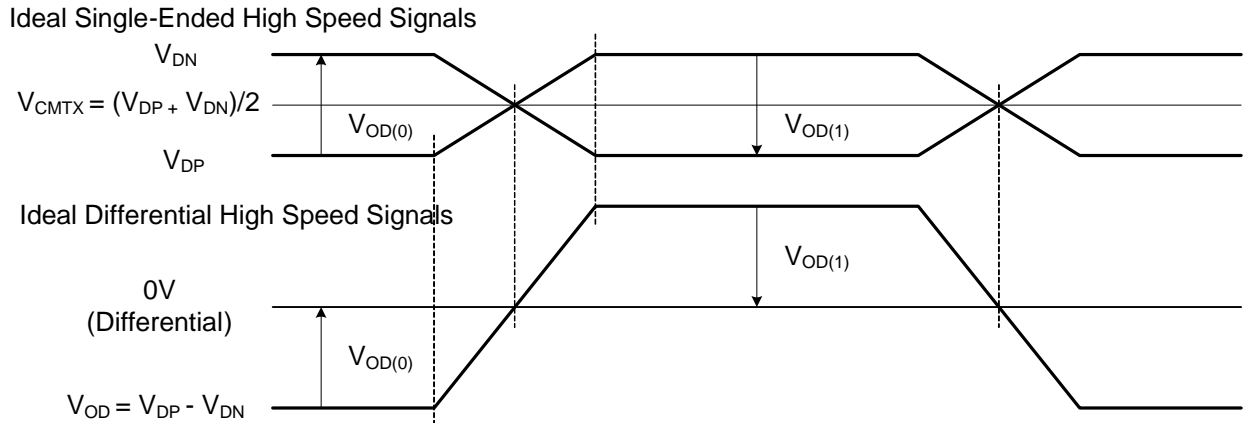 Ideal Single-Ended High Speed Signals
VDN
VCMTX = (VDP + VDN)/2
VOD(0)
VOD(1)
VDP
Ideal Differential High Speed Signals
VOD(1)
0V
(Differential)
VOD(0)
VOD = VDP - VDN